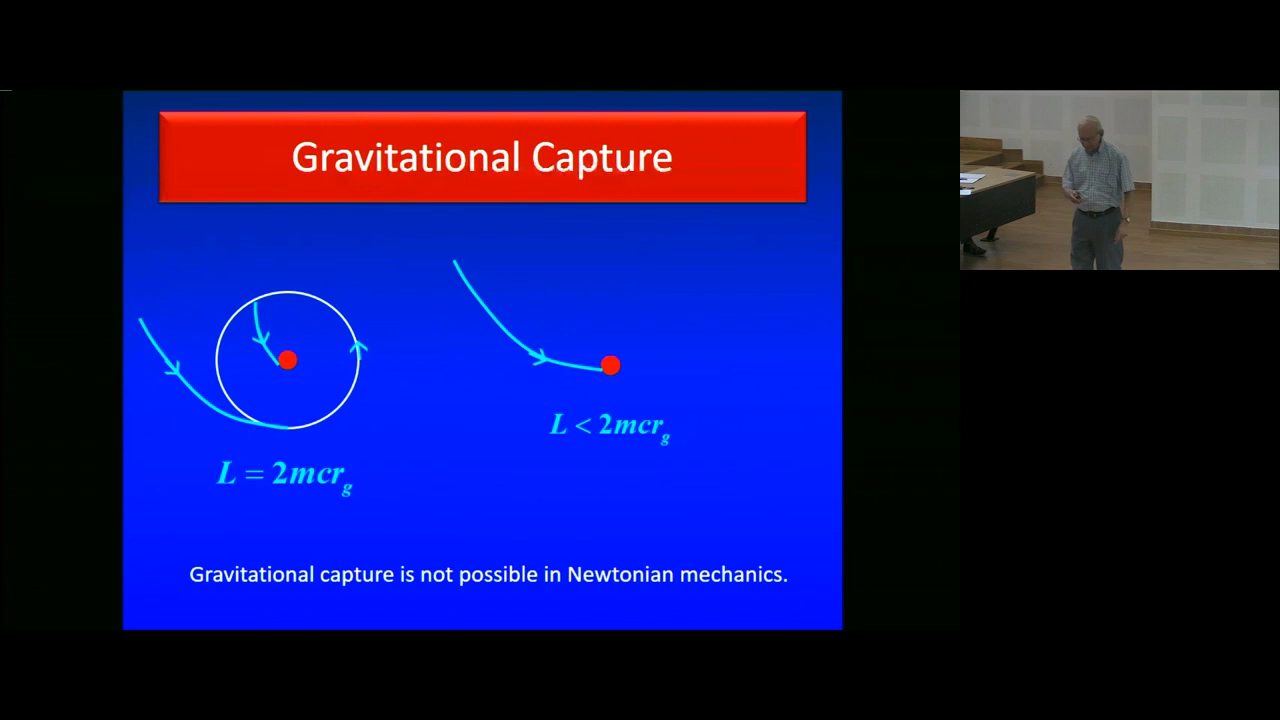 Gravitational Capture
L < 2mcr_g
L = 2mcr_g
Gravitational capture is not possible in Newtonian mechanics.